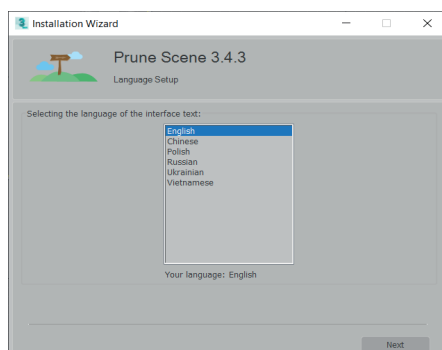 Installation Wizard
Prune Scene 3.4.3
Language Setup
Selecting the language of the interface text:
English
Chinese
Polish
Russian
Ukrainian
Vietnamese
Your language: English
Next